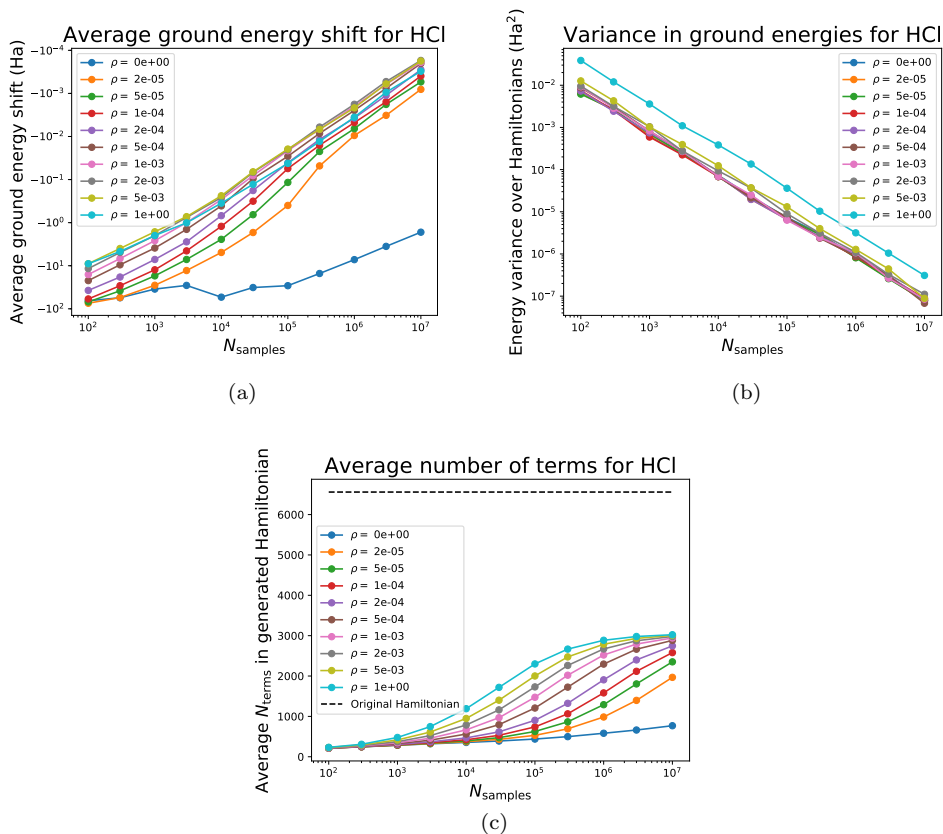 Average ground energy shift for HCl
Average ground energy shift (Ha)
−10⁻⁴
−10⁻³
−10⁻²
−10⁻¹
−10⁰
−10¹
−10²
ρ = 0e+00
ρ = 2e-05
ρ = 5e-05
ρ = 1e-04
ρ = 2e-04
ρ = 5e-04
ρ = 1e-03
ρ = 2e-03
ρ = 5e-03
ρ = 1e+00
10² 10³ 10⁴ 10⁵ 10⁶ 10⁷
N_samples
(a)
Variance in ground energies for HCl
Energy variance over Hamiltonians (Ha²)
10⁻²
10⁻³
10⁻⁴
10⁻⁵
10⁻⁶
10⁻⁷
ρ = 0e+00
ρ = 2e-05
ρ = 5e-05
ρ = 1e-04
ρ = 2e-04
ρ = 5e-04
ρ = 1e-03
ρ = 2e-03
ρ = 5e-03
ρ = 1e+00
10² 10³ 10⁴ 10⁵ 10⁶ 10⁷
N_samples
(b)
Average number of terms for HCl
Average N_terms in generated Hamiltonian
6000
5000
4000
3000
2000
1000
0
ρ = 0e+00
ρ = 2e-05
ρ = 5e-05
ρ = 1e-04
ρ = 2e-04
ρ = 5e-04
ρ = 1e-03
ρ = 2e-03
ρ = 5e-03
ρ = 1e+00
Original Hamiltonian
10² 10³ 10⁴ 10⁵ 10⁶ 10⁷
N_samples
(c)